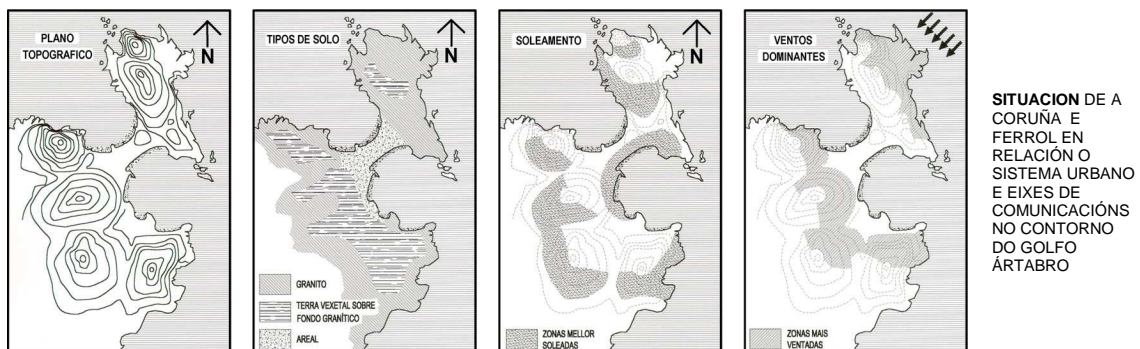 PLANO
TOPOGRAFICO
N
TIPOS DE SOLO
N
GRANITO
TERRA VEXETAL SOBRE
FONDO GRANÍTICO
AREAL
SOLEAMENTO
N
ZONAS MELLOR
SOLEADAS
VENTOS
DOMINANTES
ZONAS MAIS
VENTADAS
SITUACION DE A
CORUÑA E
FERROL EN
RELACIÓN O
SISTEMA URBANO
E EIXES DE
COMUNICACIÓNS
NO CONTORNO
DO GOLFO
ÁRTABRO